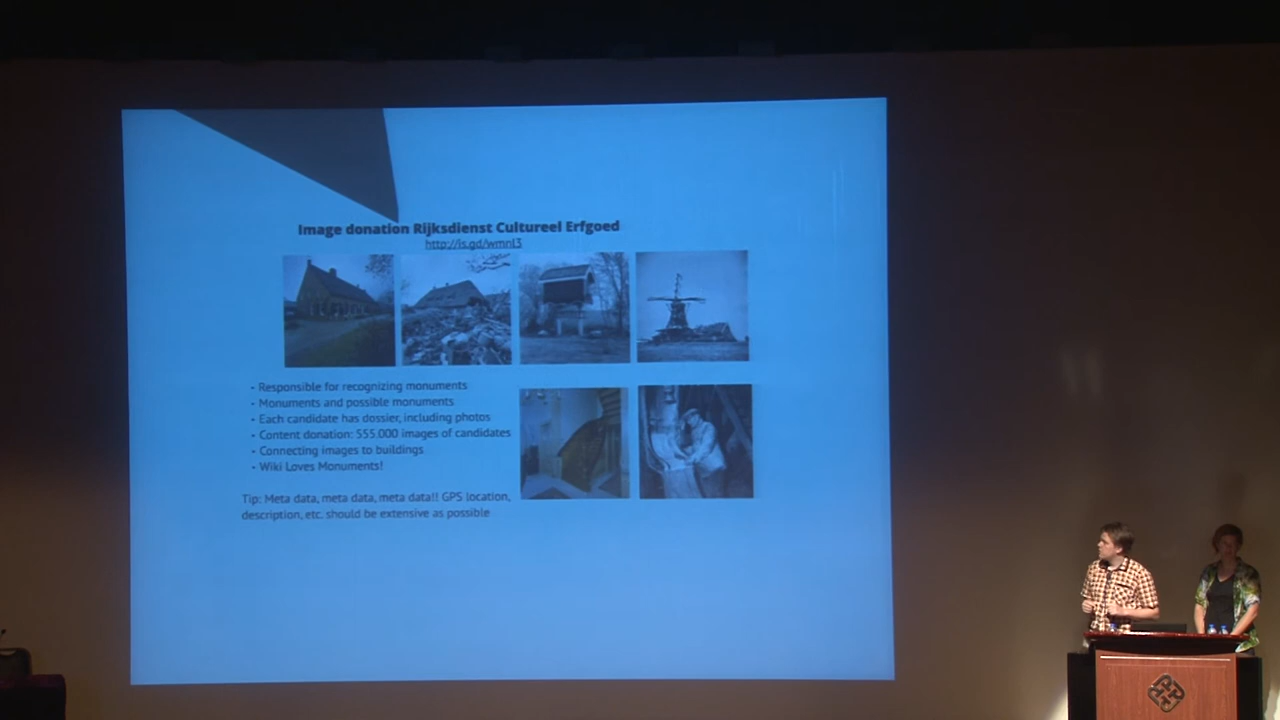 Image donation Rijksdienst Cultureel Erfgoed
http://is.gd/wmnl3
- Responsible for recognizing monuments
- Monuments and possible monuments
- Each candidate has dossier, including photos
- Content donation: 555.000 images of candidates
- Connecting images to buildings
- Wiki Loves Monuments!
Tip: Meta data, meta data, meta data!! GPS location,
description, etc. should be extensive as possible